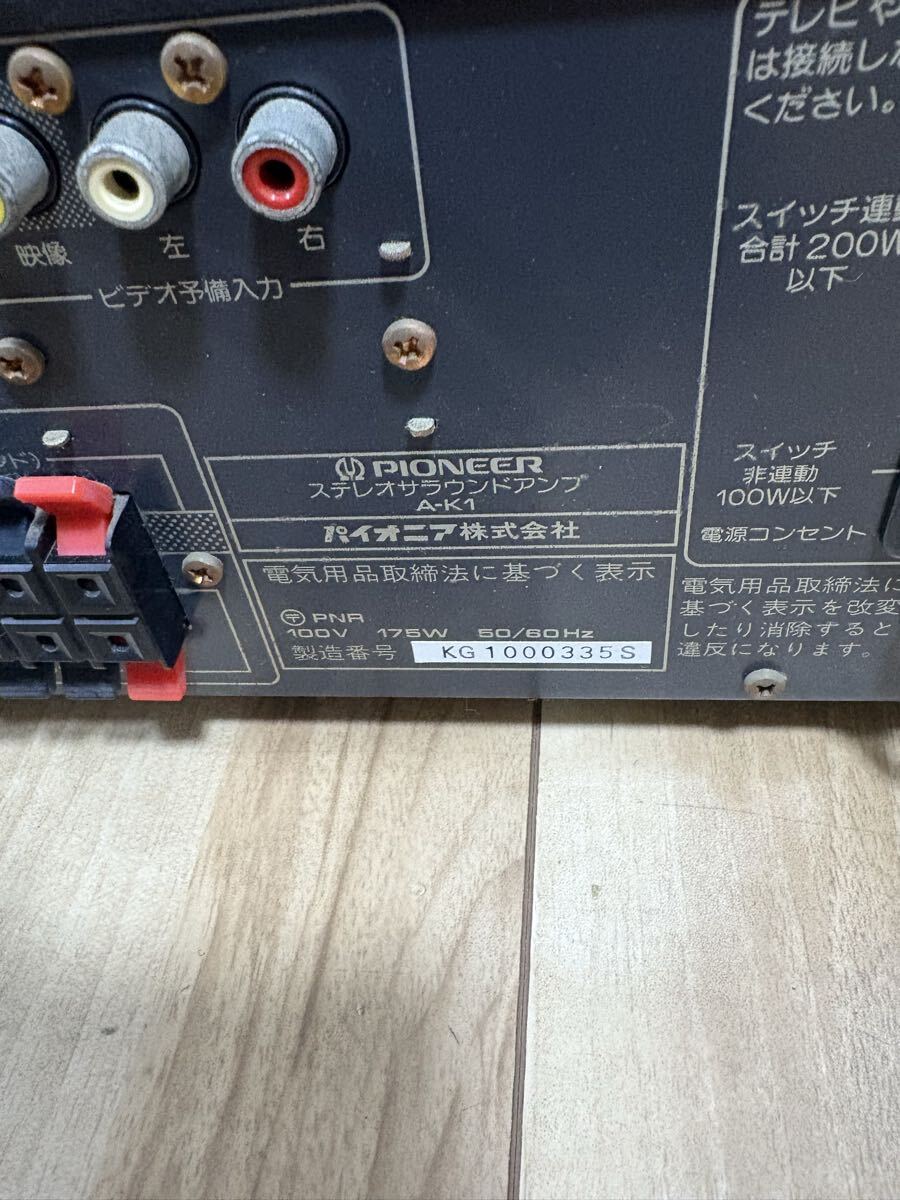 映像
左
右
ビデオ予備入力
テレビや
は接続しな
ください。
スイッチ連動
合計200W
以下
スイッチ
非連動
100W以下
電源コンセント
PIONEER
ステレオサラウンドアンプ
A-K1
パイオニア株式会社
電気用品取締法に基づく表示
〒 PNR
100V 175W 50/60Hz
製造番号 KG1000335S
電気用品取締法に
基づく表示を改変
したり消除すると
違反になります。